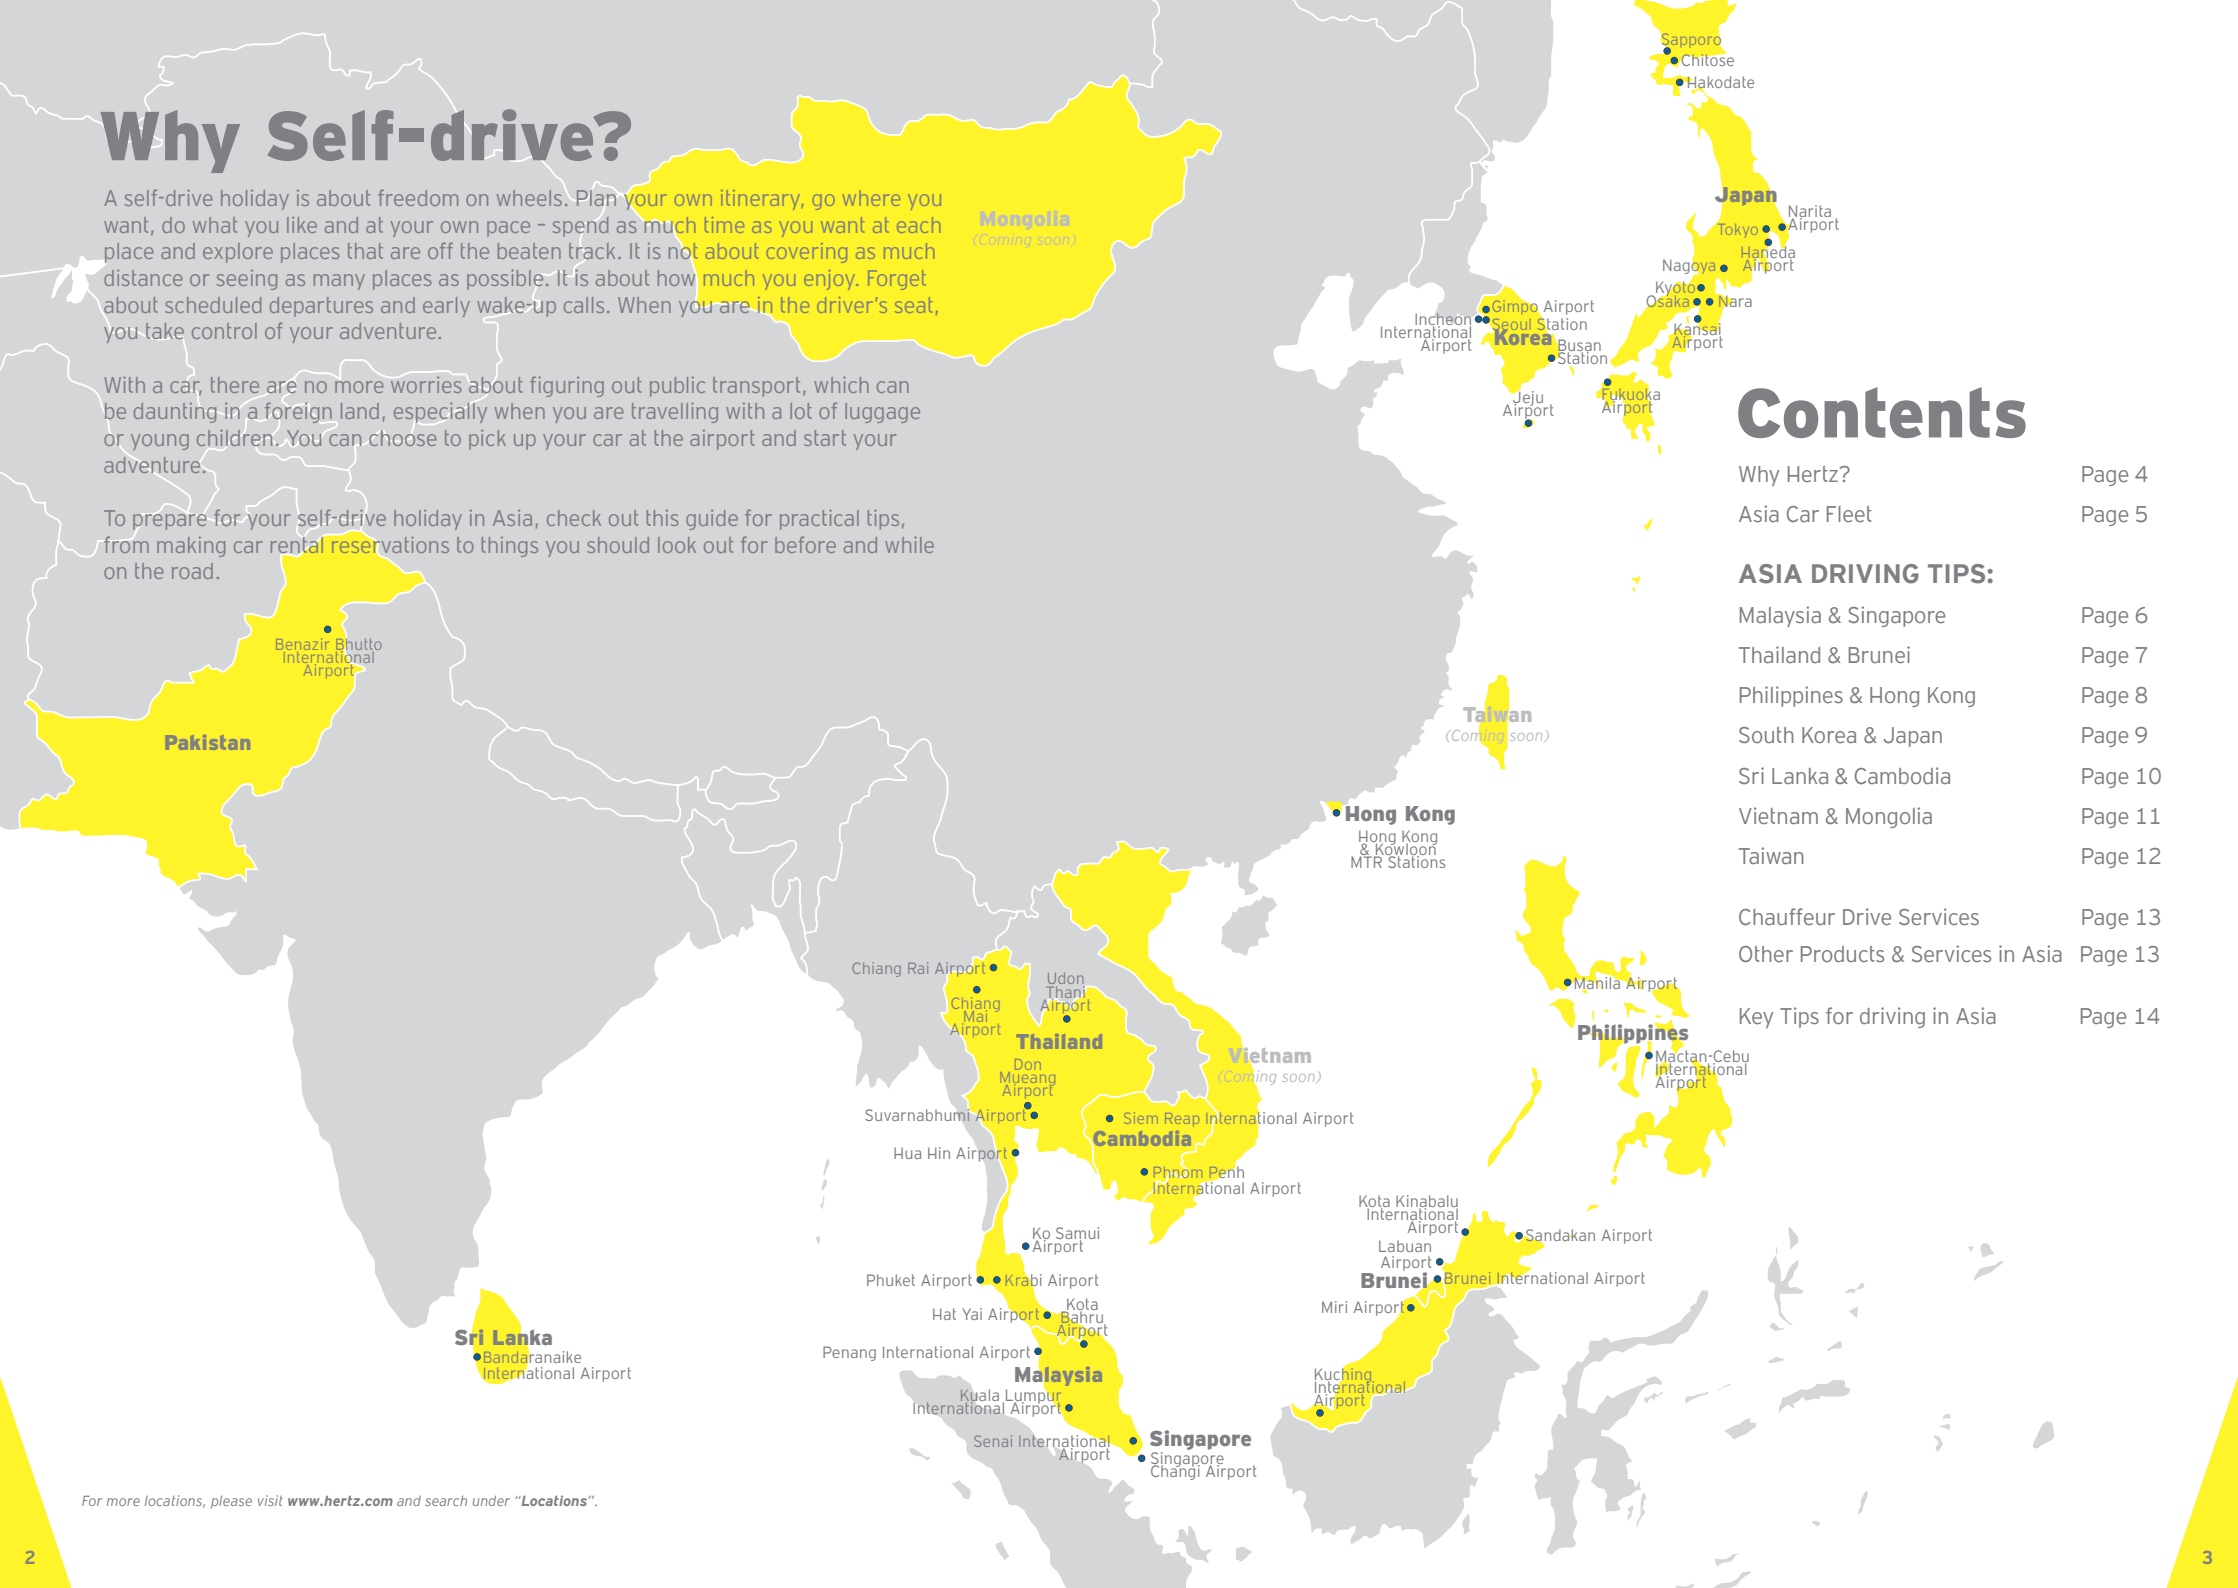 Why Self-drive?
A self-drive holiday is about freedom on wheels. Plan your own itinerary, go where you
want, do what you like and at your own pace – spend as much time as you want at each
place and explore places that are off the beaten track. It is not about covering as much
distance or seeing as many places as possible. It is about how much you enjoy. Forget
about scheduled departures and early wake-up calls. When you are in the driver's seat,
you take control of your adventure.
With a car, there are no more worries about figuring out public transport, which can
be daunting in a foreign land, especially when you are travelling with a lot of luggage
or young children. You can choose to pick up your car at the airport and start your
adventure.
To prepare for your self-drive holiday in Asia, check out this guide for practical tips,
from making car rental reservations to things you should look out for before and while
on the road.
Mongolia
(Coming soon)
Benazir Bhutto
International
Airport
Pakistan
Sapporo
Chitose
Hakodate
Japan
Narita
Airport
Tokyo
Haneda
Airport
Nagoya
Kyoto
Osaka
Nara
Kansai
Airport
Gimpo Airport
Incheon
International
Airport
Seoul Station
Korea
Busan
Station
Jeju
Airport
Fukuoka
Airport
Taiwan
(Coming soon)
Hong Kong
Hong Kong
& Kowloon
MTR Stations
Chiang Rai Airport
Chiang
Mai
Airport
Udon
Thani
Airport
Thailand
Don
Mueang
Airport
Suvarnabhumi Airport
Hua Hin Airport
Vietnam
(Coming soon)
Siem Reap International Airport
Cambodia
Phnom Penh
International Airport
Ko Samui
Airport
Phuket Airport
Krabi Airport
Hat Yai Airport
Kota
Bahru
Airport
Penang International Airport
Malaysia
Kuala Lumpur
International Airport
Senai International
Airport
Singapore
Singapore
Changi Airport
Sri Lanka
Bandaranaike
International Airport
Manila Airport
Philippines
Mactan-Cebu
International
Airport
Kota Kinabalu
International
Airport
Sandakan Airport
Labuan
Airport
Brunei
Brunei International Airport
Miri Airport
Kuching
International
Airport
Contents
Why Hertz? Page 4
Asia Car Fleet Page 5
ASIA DRIVING TIPS:
Malaysia & Singapore Page 6
Thailand & Brunei Page 7
Philippines & Hong Kong Page 8
South Korea & Japan Page 9
Sri Lanka & Cambodia Page 10
Vietnam & Mongolia Page 11
Taiwan Page 12
Chauffeur Drive Services Page 13
Other Products & Services in Asia Page 13
Key Tips for driving in Asia Page 14
For more locations, please visit www.hertz.com and search under "Locations".
2
3